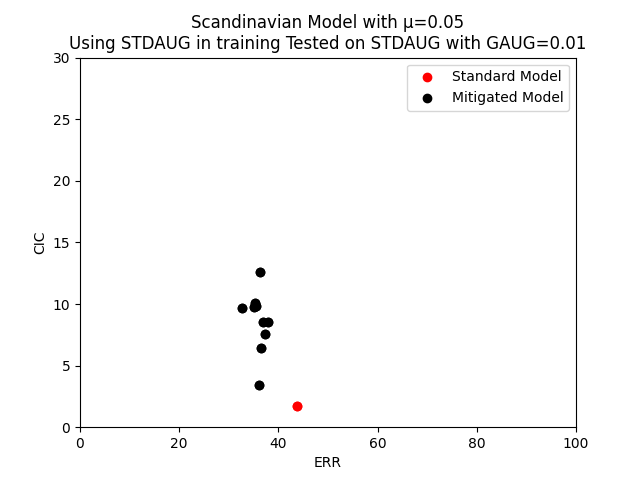 Scandinavian Model with μ=0.05
Using STDAUG in training Tested on STDAUG with GAUG=0.01
Standard Model
Mitigated Model
CIC
30
25
20
15
10
5
0
0 20 40 60 80 100
ERR